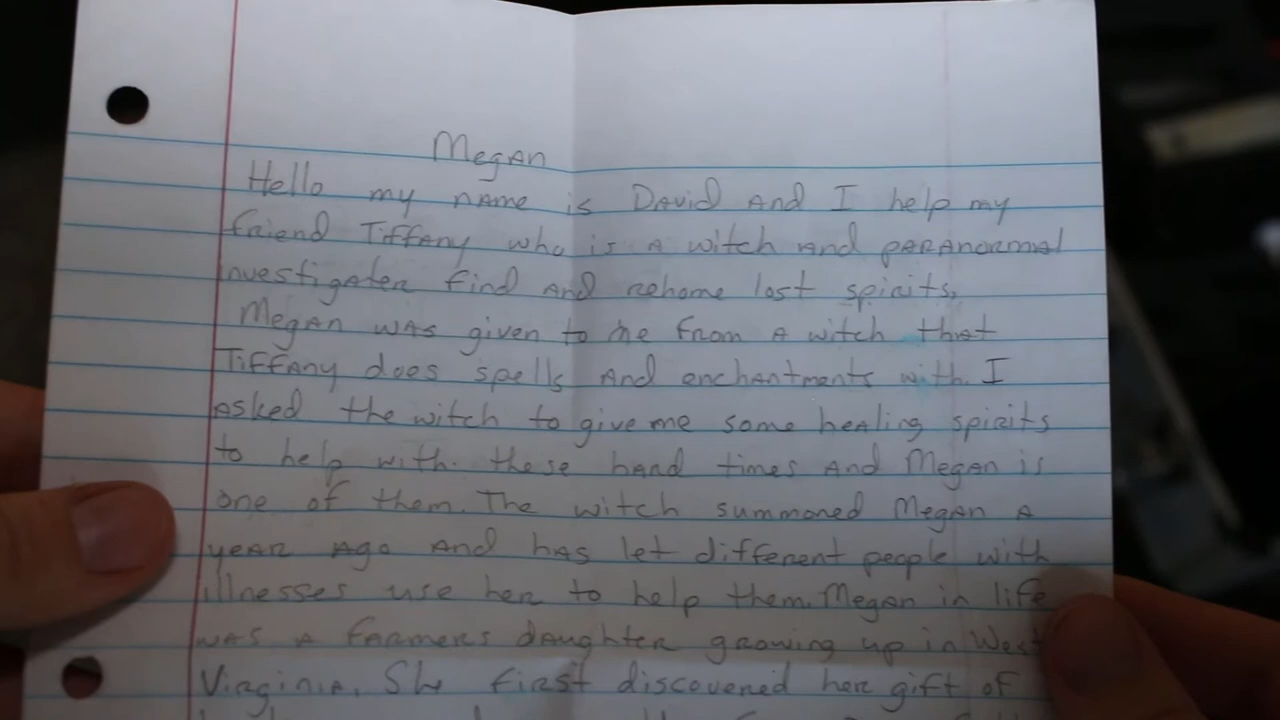 Megan
Hello my name is David and I help my
friend Tiffany who is a witch and paranormal
investigater find and rehome lost spirits,
Megan was given to me from a witch that
Tiffany does spells and enchantments with. I
asked the witch to give me some healing spirits
to help with these hard times and Megan is
one of them. The witch summoned Megan a
year ago and has let different people with
illnesses use her to help them. Megan in life
was a farmers daughter growing up in West
Virginia. She first discovered her gift of